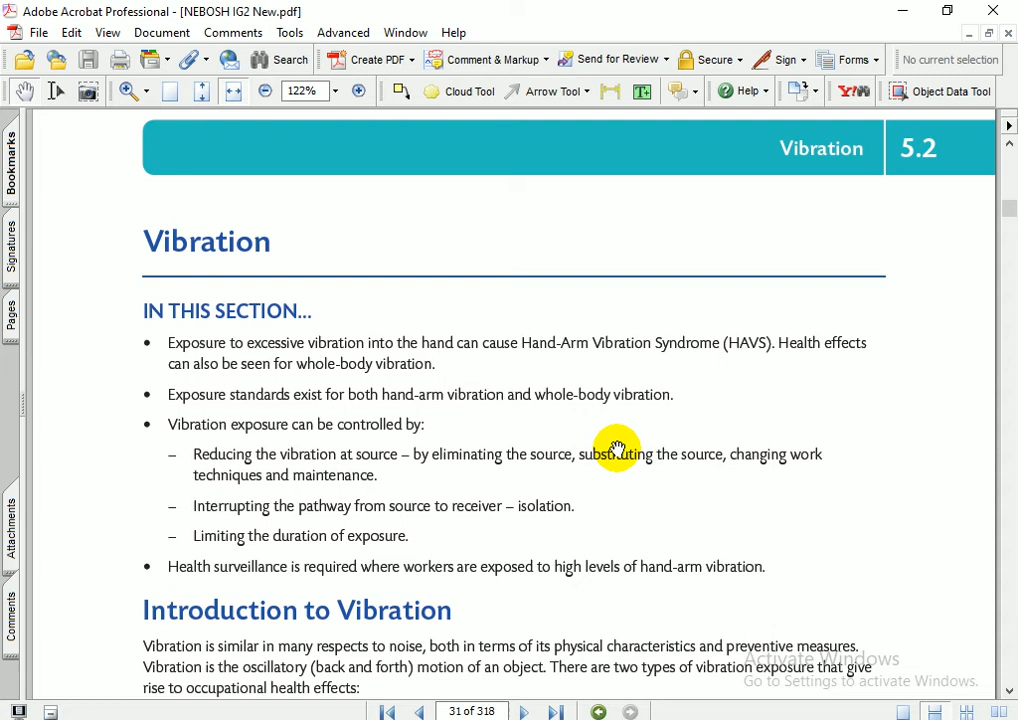 Adobe Acrobat Professional - [NEBOSH IG2 New.pdf]
File Edit View Document Comments Tools Advanced Window Help
Search Create PDF Comment & Markup Send for Review Secure Sign Forms No current selection
122% Cloud Tool Arrow Tool T Help Y! Object Data Tool
Bookmarks
Signatures
Pages
Attachments
Comments
Vibration 5.2
Vibration
IN THIS SECTION...
• Exposure to excessive vibration into the hand can cause Hand-Arm Vibration Syndrome (HAVS). Health effects
can also be seen for whole-body vibration.
• Exposure standards exist for both hand-arm vibration and whole-body vibration.
• Vibration exposure can be controlled by:
– Reducing the vibration at source – by eliminating the source, substituting the source, changing work
techniques and maintenance.
– Interrupting the pathway from source to receiver – isolation.
– Limiting the duration of exposure.
• Health surveillance is required where workers are exposed to high levels of hand-arm vibration.
Introduction to Vibration
Vibration is similar in many respects to noise, both in terms of its physical characteristics and preventive measures.
Vibration is the oscillatory (back and forth) motion of an object. There are two types of vibration exposure that give
rise to occupational health effects:
Activate Windows
Go to Settings to activate Windows.
31 of 318